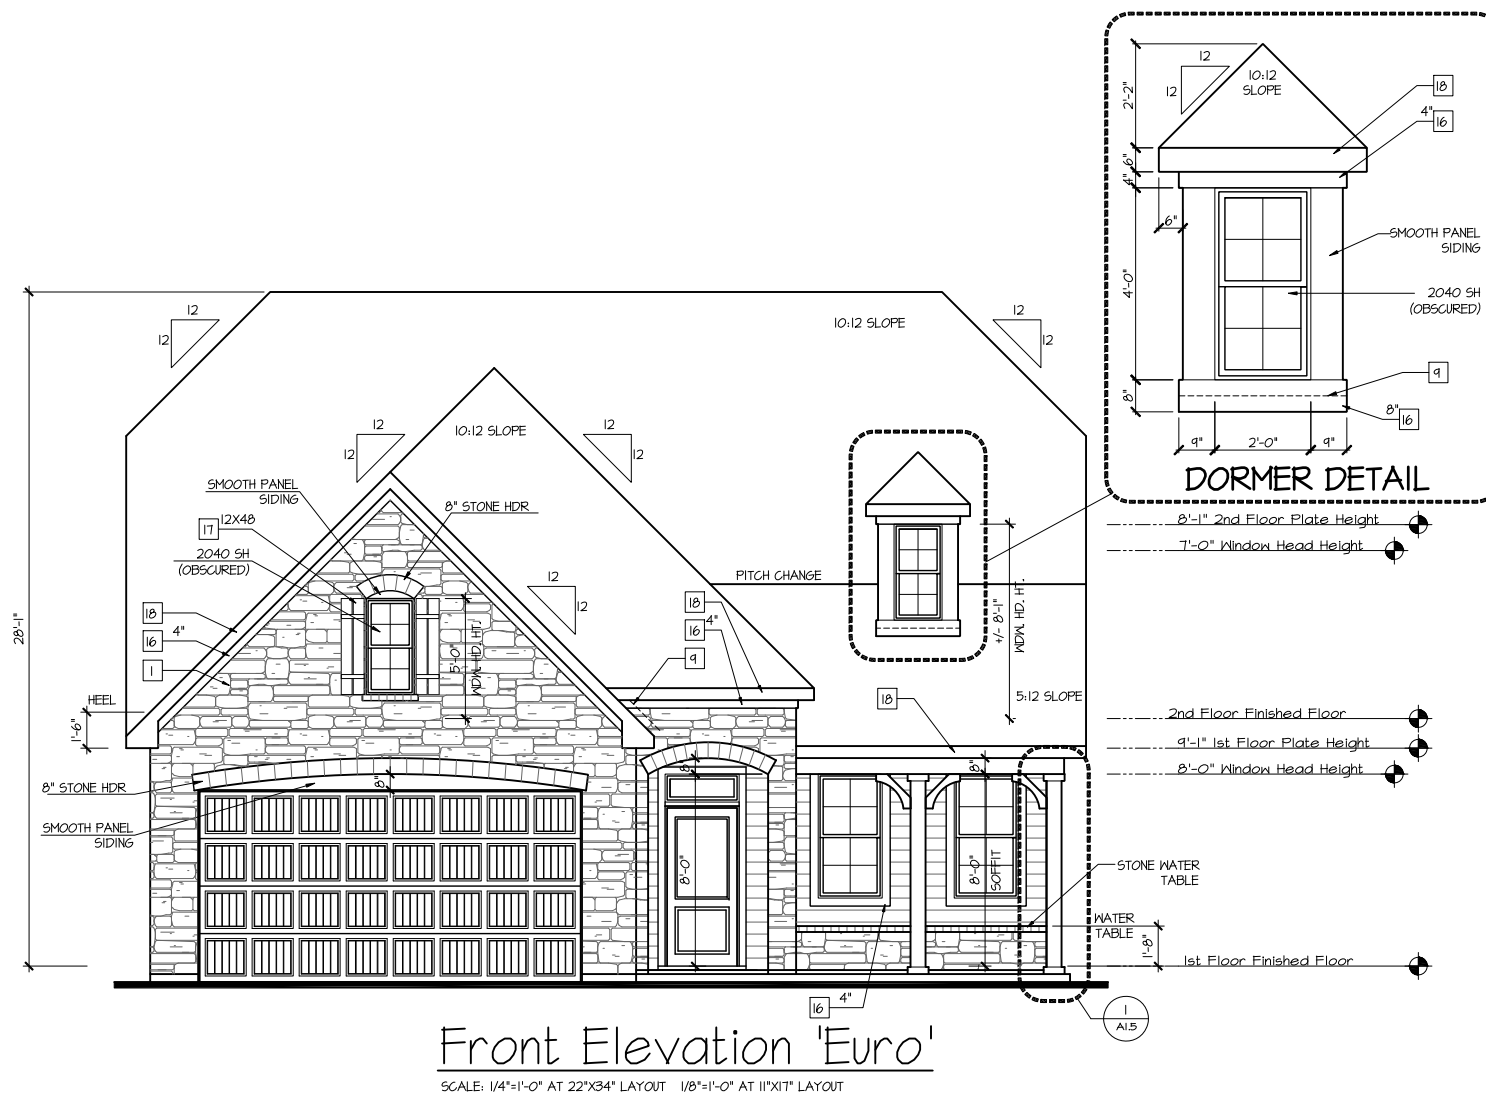 12
12
10:12
SLOPE
2'-2"
18
4"
16
6"
4"
6"
SMOOTH PANEL
SIDING
4'-0"
2040 SH
(OBSCURED)
9
8"
8"
16
9"
2'-0"
9"
DORMER DETAIL
12
12
10:12 SLOPE
12
12
12
12
10:12 SLOPE
12
12
SMOOTH PANEL
SIDING
8" STONE HDR
17
12X48
2040 SH
(OBSCURED)
8'-1" 2nd Floor Plate Height
7'-0" Window Head Height
PITCH CHANGE
12
12
28'-1"
18
4"
16
1
5'-0"
WDW. HD. HT.
18
4"
16
9
+/- 8'-1"
WDW. HD. HT.
HEEL
1'-6"
18
5:12 SLOPE
2nd Floor Finished Floor
9'-1" 1st Floor Plate Height
8'-0" Window Head Height
8" STONE HDR
8"
8"
8"
SMOOTH PANEL
SIDING
8'-0"
8'-0"
SOFFIT
STONE WATER
TABLE
WATER
TABLE
1'-8"
1st Floor Finished Floor
16
4"
1
A1.5
Front Elevation 'Euro'
SCALE: 1/4"=1'-0" AT 22"X34" LAYOUT 1/8"=1'-0" AT 11"X17" LAYOUT